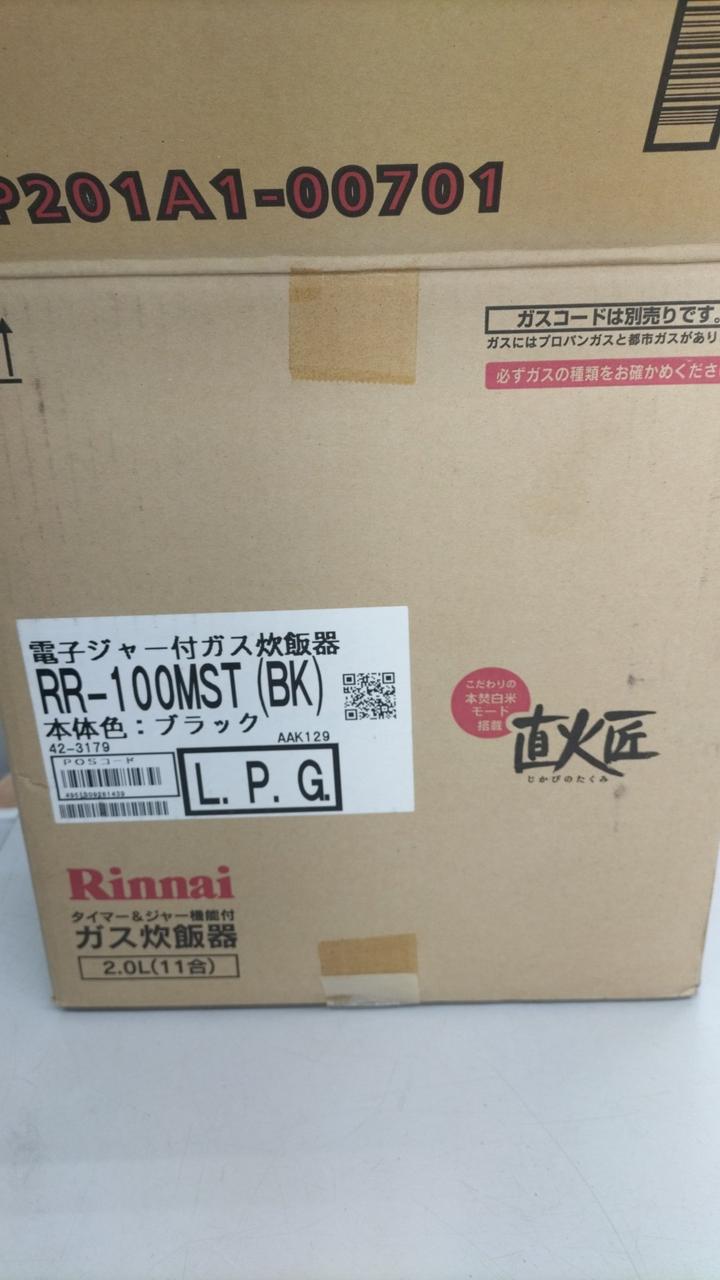 P201A1-00701
ガスコードは別売りです。
ガスにはプロパンガスと都市ガスがあり
必ずガスの種類をお確かめくださ
電子ジャー付ガス炊飯器
RR-100MST (BK)
本体色：ブラック
AAK129
42-3179
POSコード
L. P. G.
こだわりの
本焚白米
モード
搭載
直火匠
じかびのたくみ
Rinnai
タイマー＆ジャー機能付
ガス炊飯器
2.0L(11合)